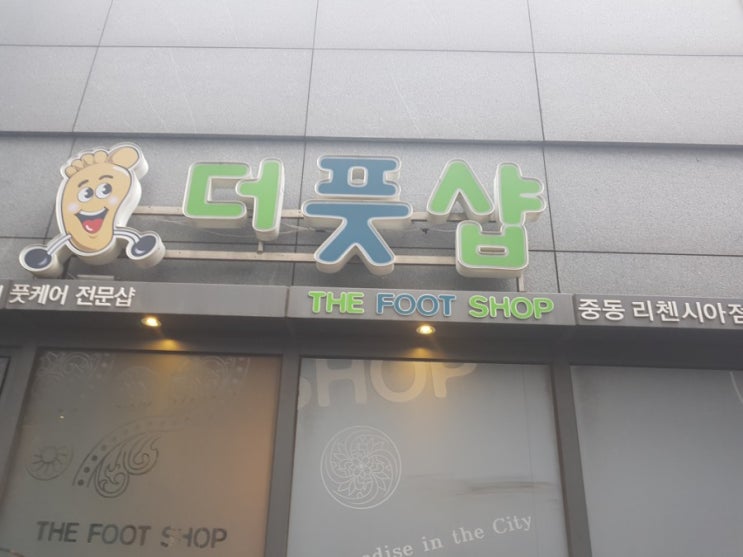 더풋샵
풋케어 전문샵
THE FOOT SHOP
중동 리첸시아점
SHOP
THE FOOT SHOP
in the City